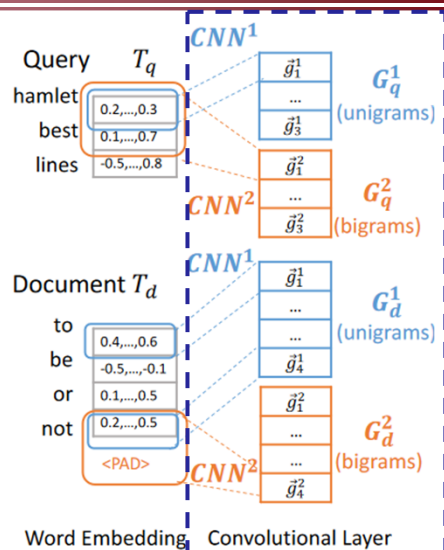 CNN^1
Query T_q
hamlet
best
lines
0.2,...,0.3
0.1,...,0.7
-0.5,...,0.8
g⃗_1^1
...
g⃗_3^1
G_q^1
(unigrams)
CNN^2
g⃗_1^2
...
g⃗_3^2
G_q^2
(bigrams)
CNN^1
Document T_d
to
be
or
not
0.4,...,0.6
-0.5,...,-0.1
0.1,...,0.5
0.2,...,0.5
<PAD>
g⃗_1^1
...
...
g⃗_4^1
G_d^1
(unigrams)
CNN^2
g⃗_1^2
...
...
g⃗_4^2
G_d^2
(bigrams)
Word Embedding
Convolutional Layer